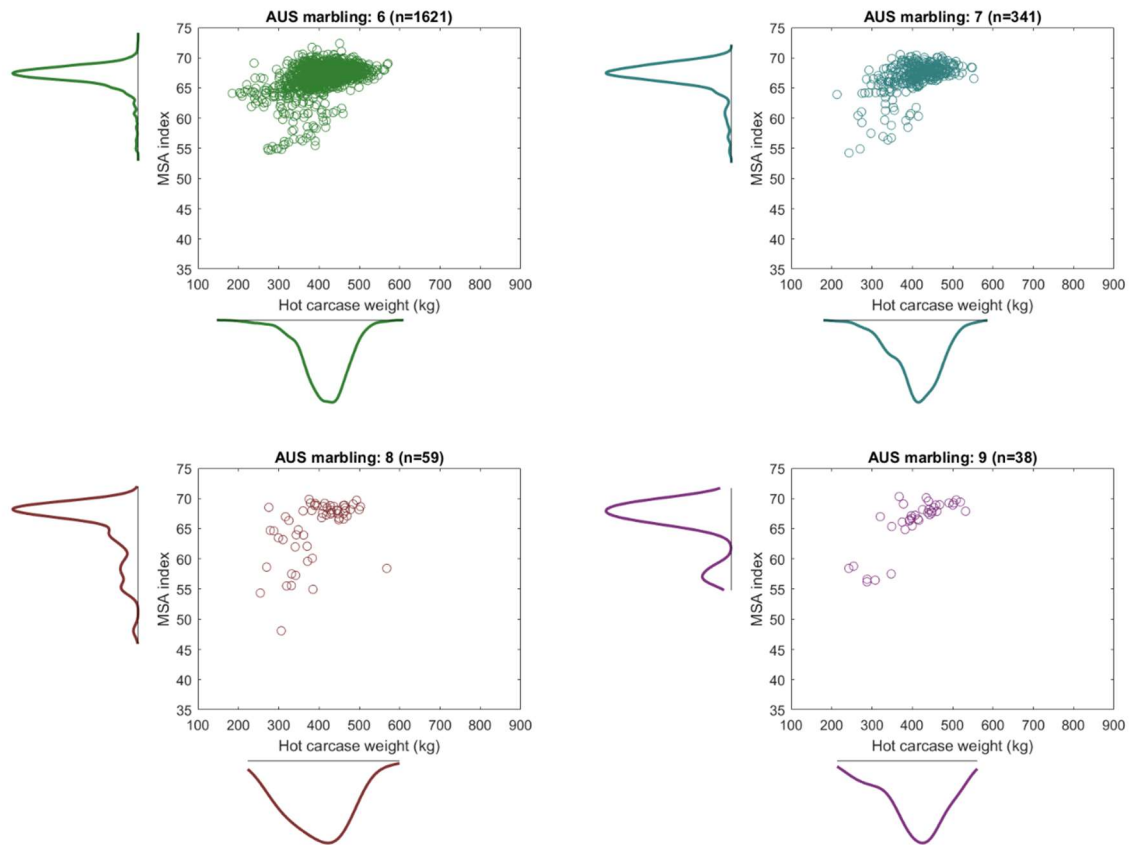 AUS marbling: 6 (n=1621)
75
70
65
60
55
50
45
40
35
MSA index
100 200 300 400 500 600 700 800 900
Hot carcase weight (kg)
AUS marbling: 7 (n=341)
75
70
65
60
55
50
45
40
35
MSA index
100 200 300 400 500 600 700 800 900
Hot carcase weight (kg)
AUS marbling: 8 (n=59)
75
70
65
60
55
50
45
40
35
MSA index
100 200 300 400 500 600 700 800 900
Hot carcase weight (kg)
AUS marbling: 9 (n=38)
75
70
65
60
55
50
45
40
35
MSA index
100 200 300 400 500 600 700 800 900
Hot carcase weight (kg)